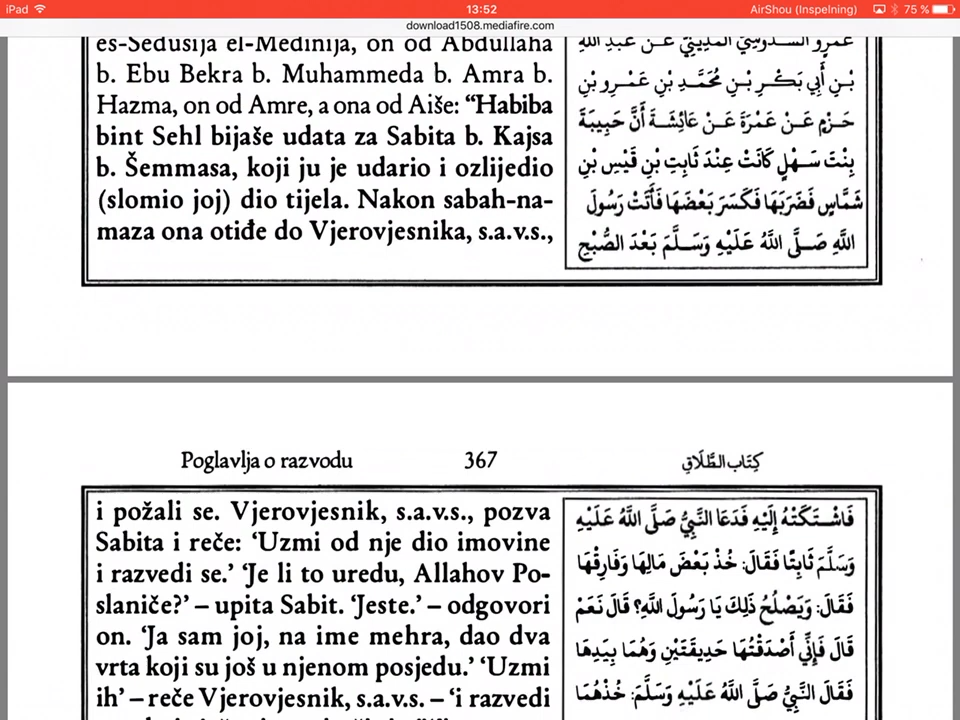 iPad 13:52 AirShou (Inspelning) 75 %
download1508.mediafire.com
es-Sedusija el-Medinija, on od Abdullaha
b. Ebu Bekra b. Muhammeda b. Amra b.
Hazma, on od Amre, a ona od Aiše: “Habiba
bint Sehl bijaše udata za Sabita b. Kajsa
b. Šemmasa, koji ju je udario i ozlijedio
(slomio joj) dio tijela. Nakon sabah-na-
maza ona otiđe do Vjerovjesnika, s.a.v.s.,
عَمْرٍو السَّدُوسِيِّ الْمَدِينِيِّ عَنْ عَبْدِ اللَّهِ
بْنِ أَبِي بَكْرِ بْنِ مُحَمَّدِ بْنِ عَمْرِو بْنِ
حَزْمٍ عَنْ عَمْرَةَ عَنْ عَائِشَةَ أَنَّ حَبِيبَةَ
بِنْتَ سَهْلٍ كَانَتْ عِنْدَ ثَابِتِ بْنِ قَيْسِ بْنِ
شَمَّاسٍ فَضَرَبَهَا فَكَسَرَ بَعْضَهَا فَأَتَتْ رَسُولَ
اللَّهِ صَلَّى اللَّهُ عَلَيْهِ وَسَلَّمَ بَعْدَ الصُّبْحِ
Poglavlja o razvodu 367 كِتَاب الطَّلَاقِ
i požali se. Vjerovjesnik, s.a.v.s., pozva
Sabita i reče: ‘Uzmi od nje dio imovine
i razvedi se.’ ‘Je li to uredu, Allahov Po-
slaniče?’ – upita Sabit. ‘Jeste.’ – odgovori
on. ‘Ja sam joj, na ime mehra, dao dva
vrta koji su još u njenom posjedu.’ ‘Uzmi
ih’ – reče Vjerovjesnik, s.a.v.s. – ‘i razvedi
فَاشْتَكَتْهُ إِلَيْهِ فَدَعَا النَّبِيُّ صَلَّى اللَّهُ عَلَيْهِ
وَسَلَّمَ ثَابِتًا فَقَالَ: خُذْ بَعْضَ مَالِهَا وَفَارِقْهَا
فَقَالَ: وَيَصْلُحُ ذَلِكَ يَا رَسُولَ اللَّهِ؟ قَالَ نَعَمْ
قَالَ فَإِنِّي أَصْدَقْتُهَا حَدِيقَتَيْنِ وَهُمَا بِيَدِهَا
فَقَالَ النَّبِيُّ صَلَّى اللَّهُ عَلَيْهِ وَسَلَّمَ: خُذْهُمَا